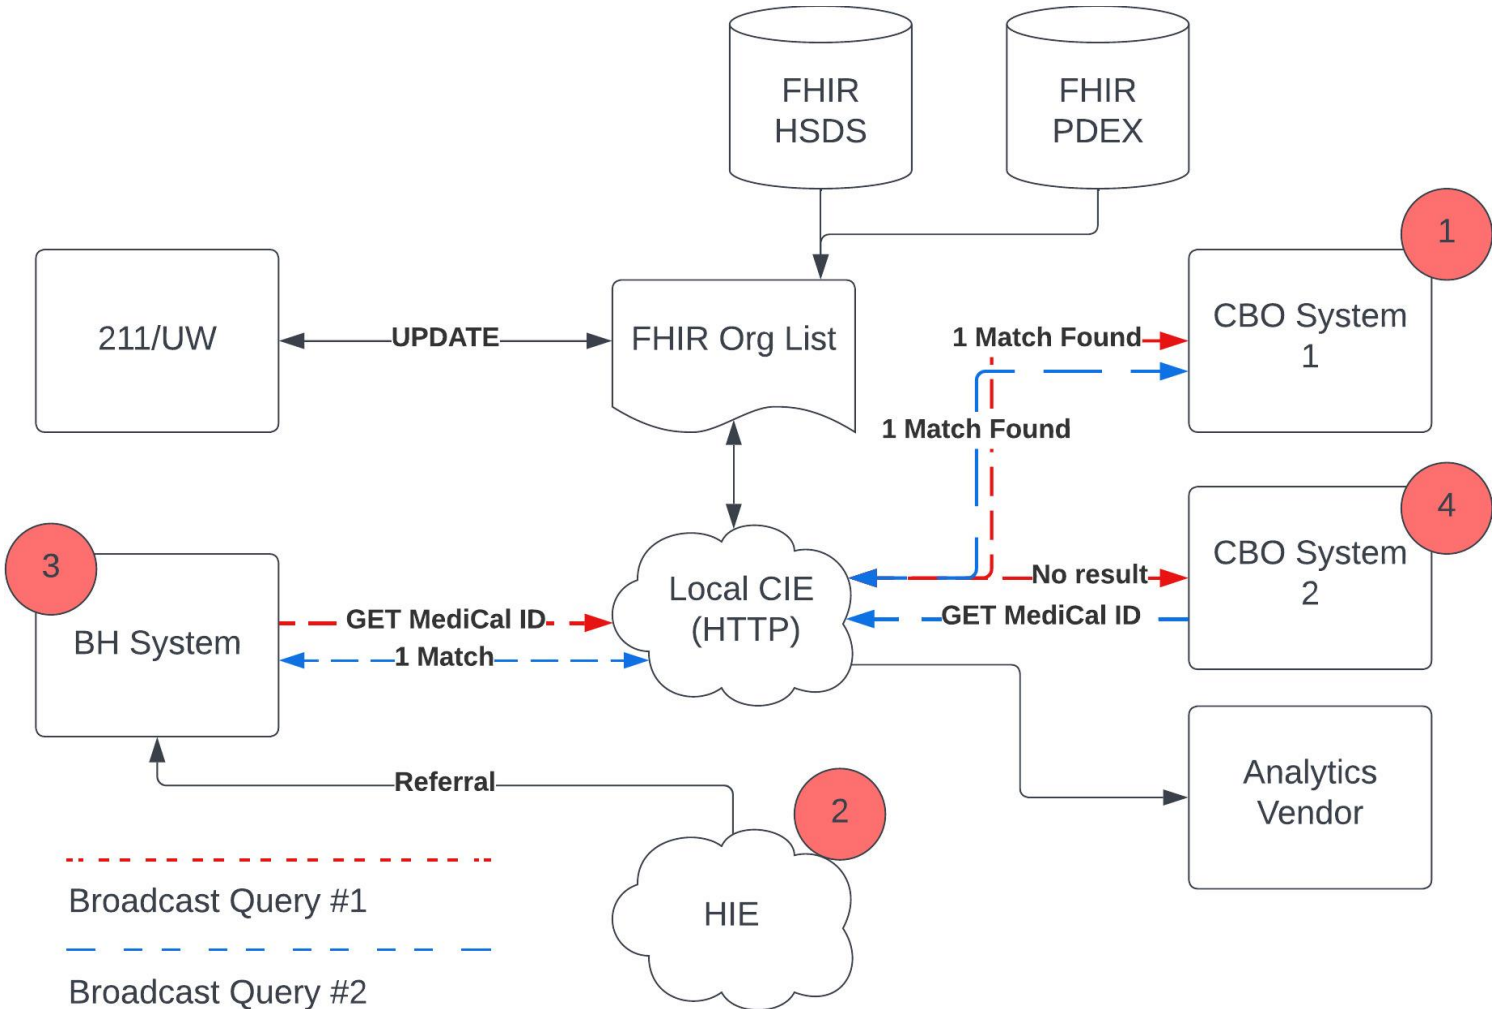 FHIR
HSDS
FHIR
PDEX
1
211/UW
UPDATE
FHIR Org List
1 Match Found
CBO System
1
1 Match Found
4
3
BH System
GET MediCal ID
1 Match
Local CIE
(HTTP)
No result
GET MediCal ID
CBO System
2
Referral
2
HIE
Analytics
Vendor
Broadcast Query #1
Broadcast Query #2